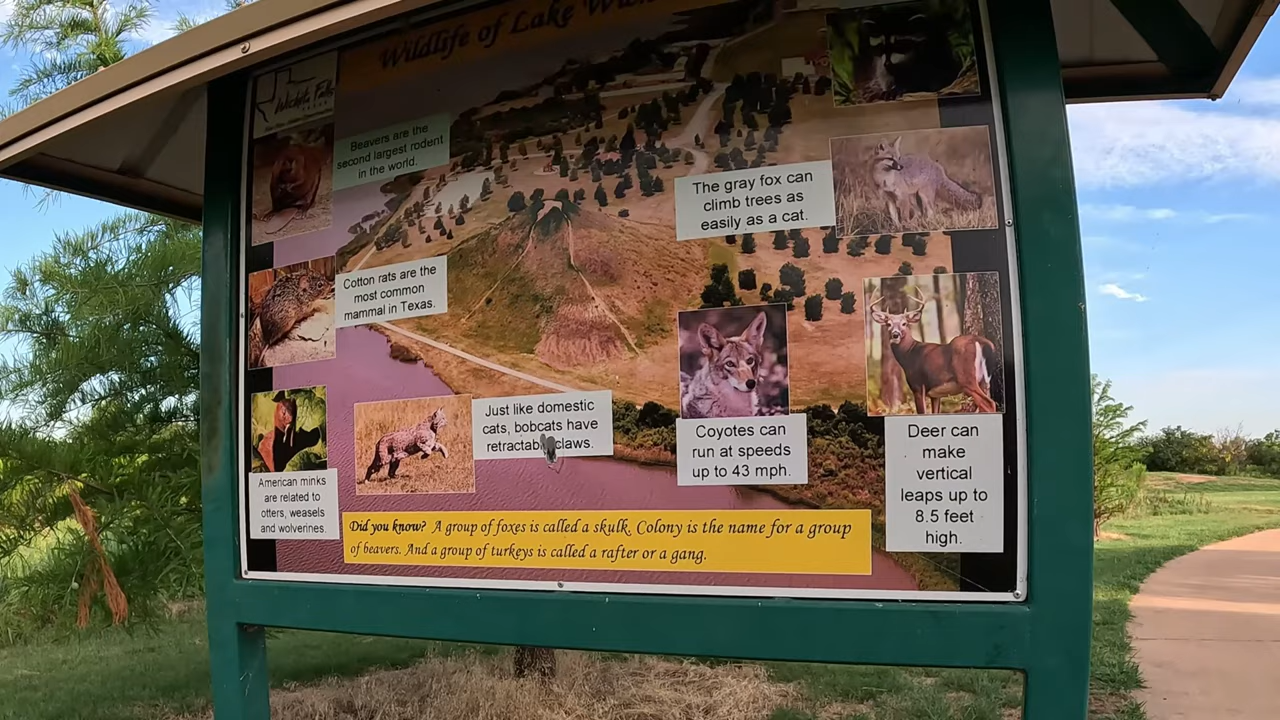 Wildlife of Lake
Wichita Falls
Beavers are the
second largest rodent
in the world.
The gray fox can
climb trees as
easily as a cat.
Cotton rats are the
most common
mammal in Texas.
Just like domestic
cats, bobcats have
claws.
Coyotes can
run at speeds
up to 43 mph.
Deer can
make
vertical
leaps up to
8.5 feet
high.
American minks
are related to
otters, weasels
and wolverines.
Did you know? A group of foxes is called a skulk. Colony is the name for a group
of beavers. And a group of turkeys is called a rafter or a gang.